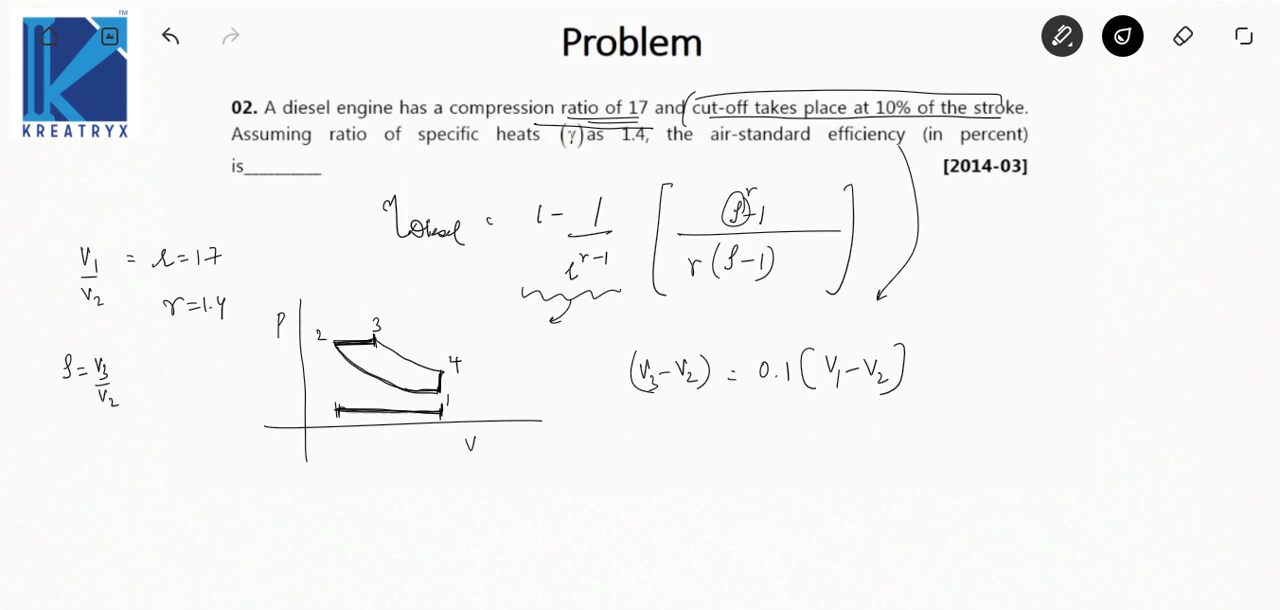 TM
KREATRYX
Problem
02. A diesel engine has a compression ratio of 17 and cut-off takes place at 10% of the stroke.
Assuming ratio of specific heats (γ) as 1.4, the air-standard efficiency (in percent)
is_________ [2014-03]
ηDiesel = 1 - 1/r^(γ-1) [ (ρ^γ - 1) / γ(ρ-1) ]
V₁/V₂ = r = 17
γ = 1.4
ρ = V₃/V₂
P
2
3
4
1
V
(V₃-V₂) = 0.1(V₁-V₂)